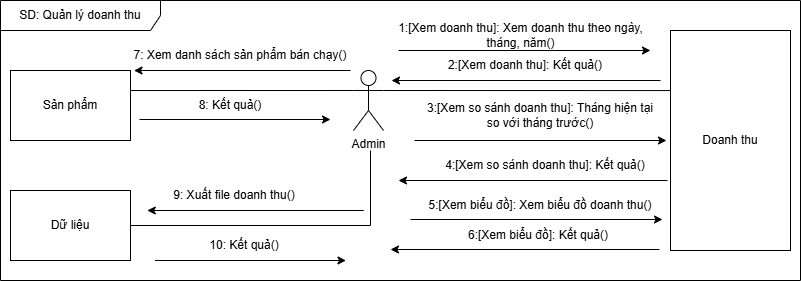 SD: Quản lý doanh thu
1:[Xem doanh thu]: Xem doanh thu theo ngày,
tháng, năm()
7: Xem danh sách sản phẩm bán chạy()
2:[Xem doanh thu]: Kết quả()
Sản phẩm
8: Kết quả()
3:[Xem so sánh doanh thu]: Tháng hiện tại
so với tháng trước()
Admin
Doanh thu
4:[Xem so sánh doanh thu]: Kết quả()
9: Xuất file doanh thu()
5:[Xem biểu đồ]: Xem biểu đồ doanh thu()
Dữ liệu
6:[Xem biểu đồ]: Kết quả()
10: Kết quả()